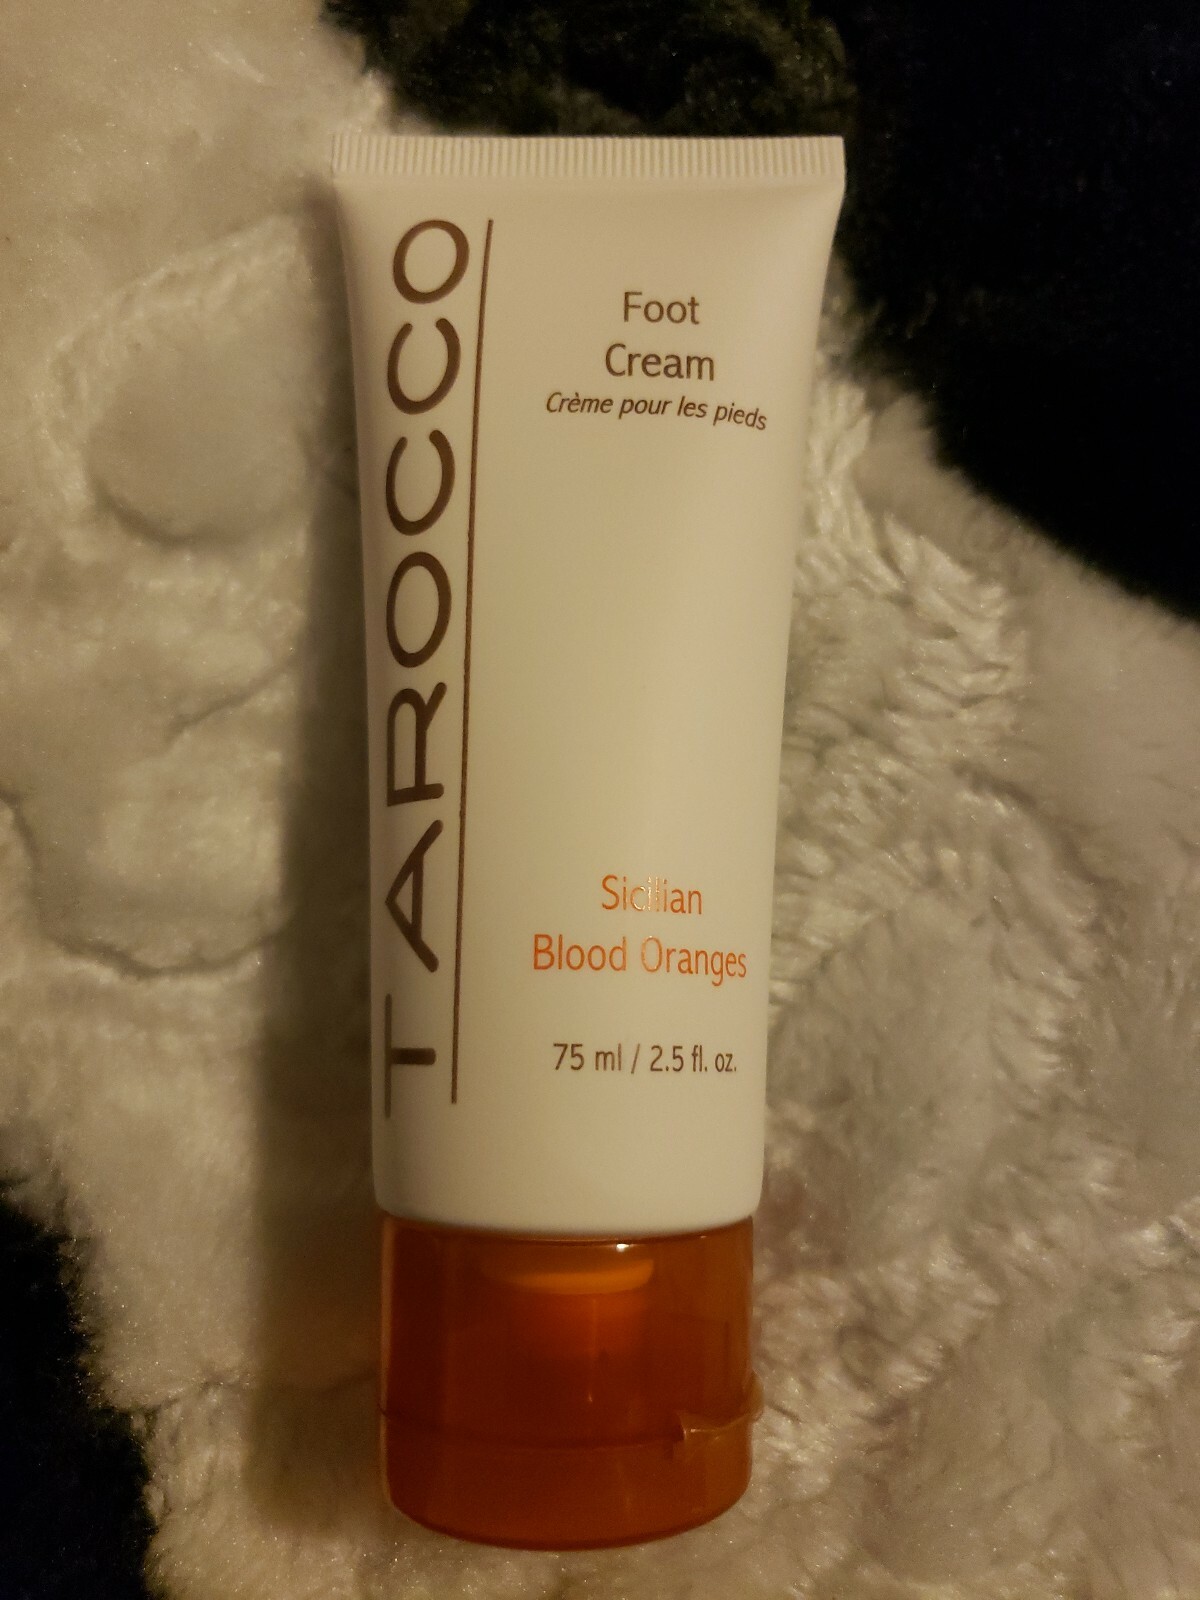 TAROCCO
Foot
Cream
Crème pour les pieds
Sicilian
Blood Oranges
75 ml / 2.5 fl. oz.